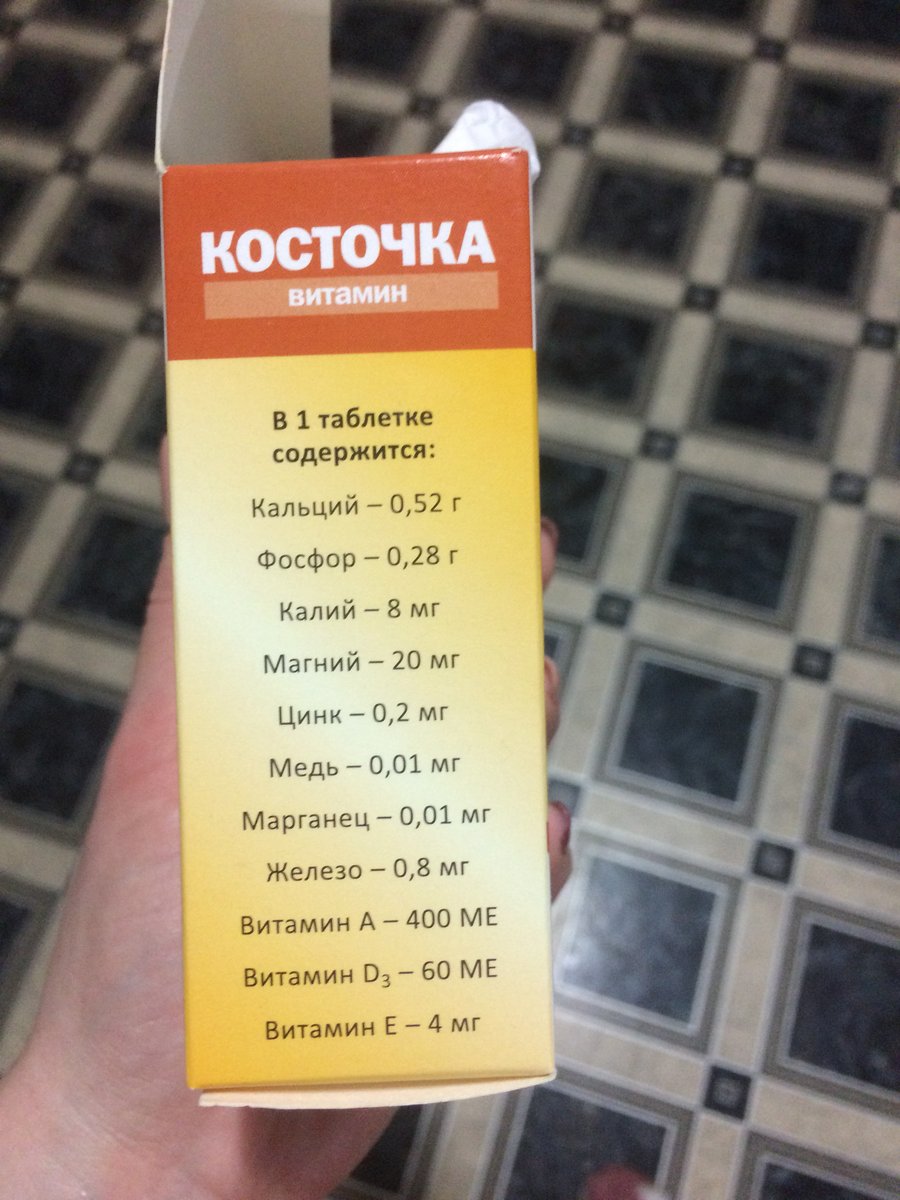 КОСТОЧКА
витамин
В 1 таблетке
содержится:
Кальций – 0,52 г
Фосфор – 0,28 г
Калий – 8 мг
Магний – 20 мг
Цинк – 0,2 мг
Медь – 0,01 мг
Марганец – 0,01 мг
Железо – 0,8 мг
Витамин А – 400 МЕ
Витамин D₃ – 60 МЕ
Витамин Е – 4 мг